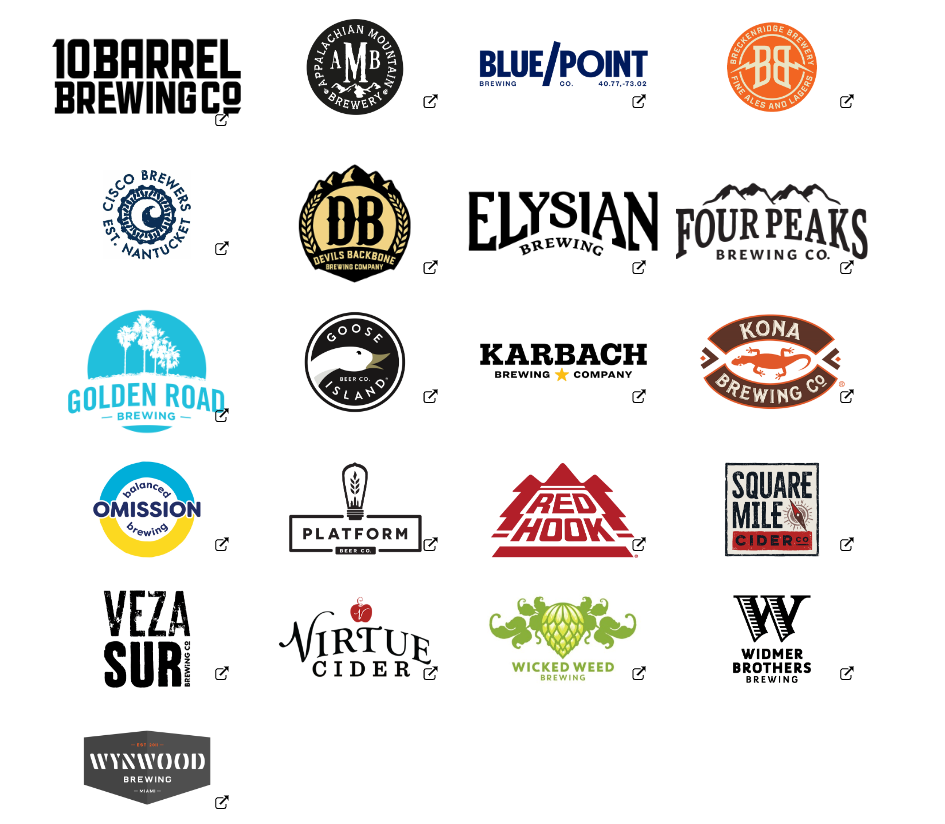 10 BARREL
BREWING CO
APPALACHIAN MOUNTAIN
AMB
BREWERY
BLUE/POINT
BREWING CO. 40.77,-73.02
BRECKENRIDGE BREWERY
BB
FINE ALES AND LAGERS
CISCO BREWERS
EST. NANTUCKET
DB
DEVILS BACKBONE
BREWING COMPANY
ELYSIAN
BREWING
FOUR PEAKS
BREWING CO.
GOLDEN ROAD
BREWING
GOOSE
BEER CO.
ISLAND
KARBACH
BREWING COMPANY
KONA
BREWING CO
®
balanced
OMISSION
brewing
PLATFORM
BEER CO.
RED
HOOK
SQUARE
MILE
CIDER CO
VEZA
SUR
BREWING CO
V
VIRTUE
CIDER
WICKED WEED
BREWING
W
WIDMER
BROTHERS
BREWING
WYNWOOD
BREWING
MIAMI